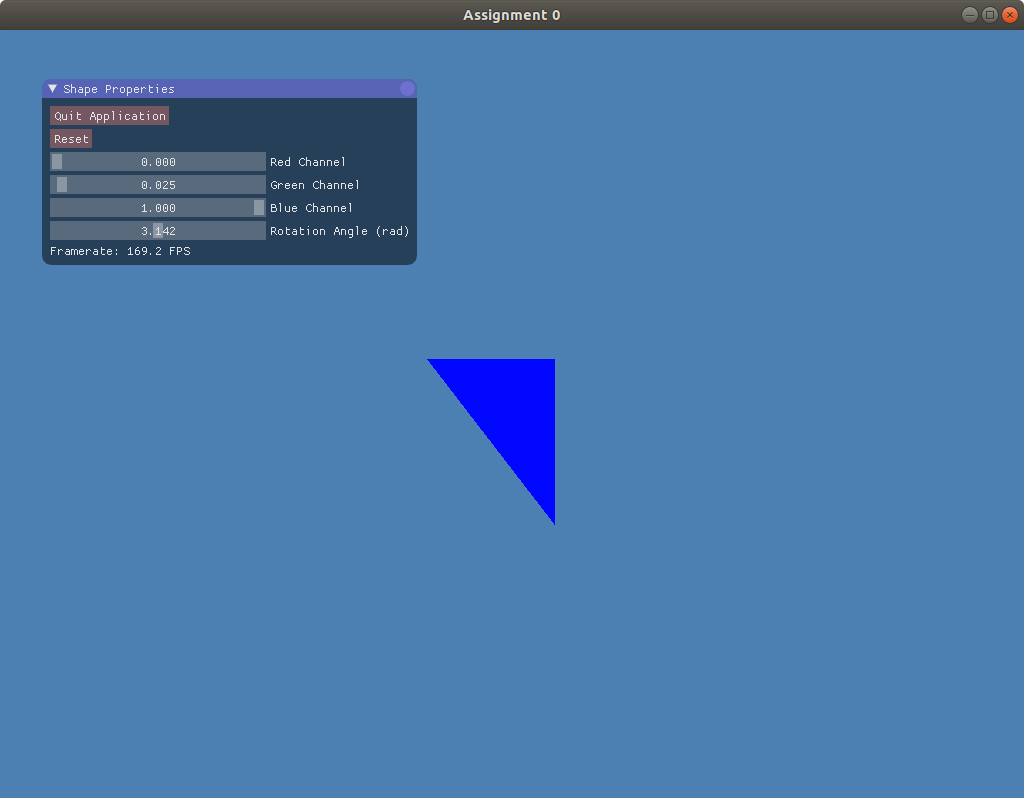 Assignment 0
Shape Properties
Quit Application
Reset
0.000 Red Channel
0.025 Green Channel
1.000 Blue Channel
3.142 Rotation Angle (rad)
Framerate: 169.2 FPS